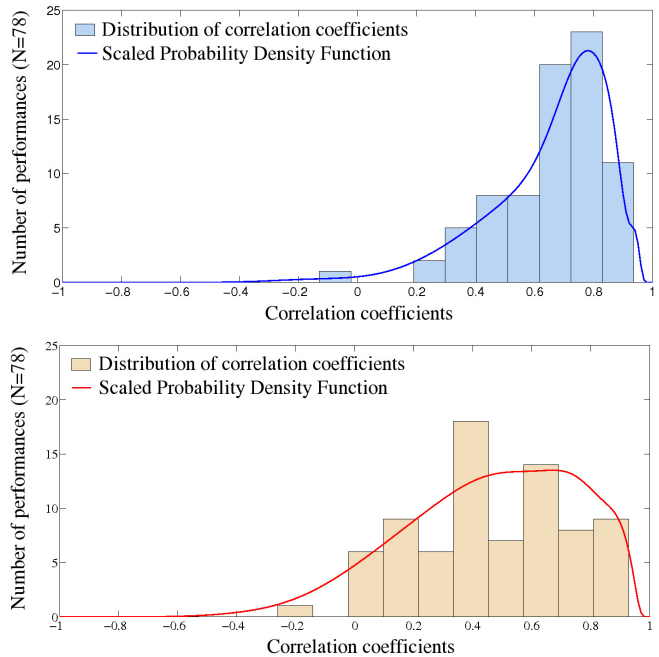 Number of performances (N=78)
25
20
15
10
5
0
Distribution of correlation coefficients
Scaled Probability Density Function
−1 −0.8 −0.6 −0.4 −0.2 0 0.2 0.4 0.6 0.8 1
Correlation coefficients
Number of performances (N=78)
25
20
15
10
5
0
Distribution of correlation coefficients
Scaled Probability Density Function
−1 −0.8 −0.6 −0.4 −0.2 0 0.2 0.4 0.6 0.8 1
Correlation coefficients